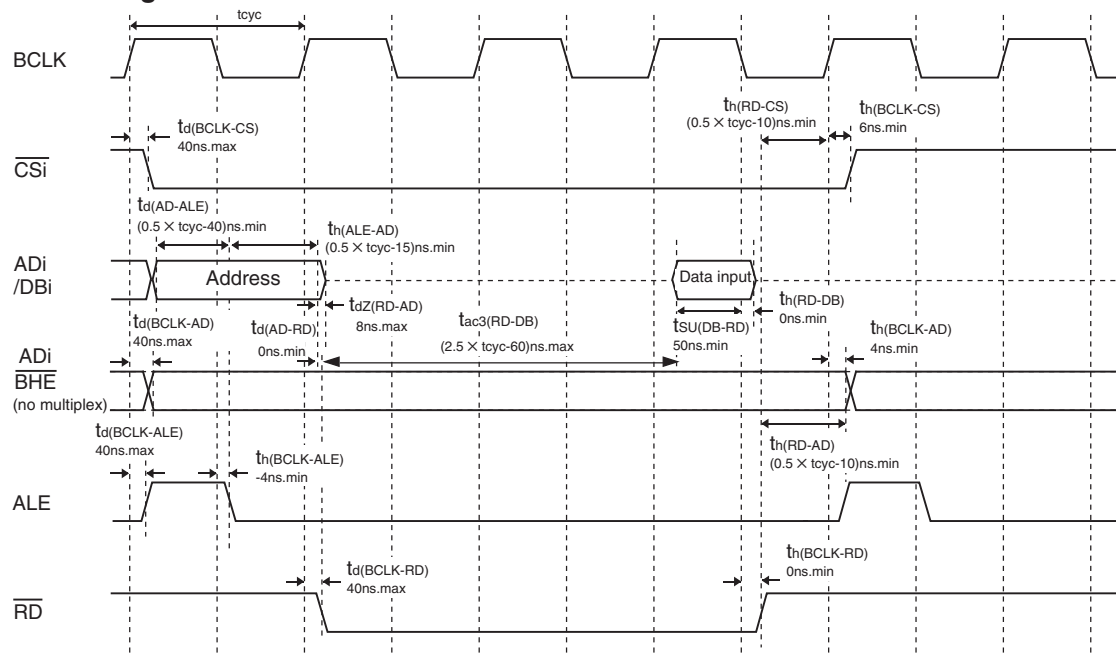 tcyc
BCLK
td(BCLK-CS)
40ns.max
th(RD-CS)
(0.5 × tcyc-10)ns.min
th(BCLK-CS)
6ns.min
CSi
td(AD-ALE)
(0.5 × tcyc-40)ns.min
th(ALE-AD)
(0.5 × tcyc-15)ns.min
ADi
/DBi
Address
Data input
tdZ(RD-AD)
8ns.max
th(RD-DB)
0ns.min
td(BCLK-AD)
40ns.max
td(AD-RD)
0ns.min
tac3(RD-DB)
(2.5 × tcyc-60)ns.max
tSU(DB-RD)
50ns.min
th(BCLK-AD)
4ns.min
ADi
BHE
(no multiplex)
td(BCLK-ALE)
40ns.max
th(BCLK-ALE)
-4ns.min
th(RD-AD)
(0.5 × tcyc-10)ns.min
ALE
td(BCLK-RD)
40ns.max
th(BCLK-RD)
0ns.min
RD